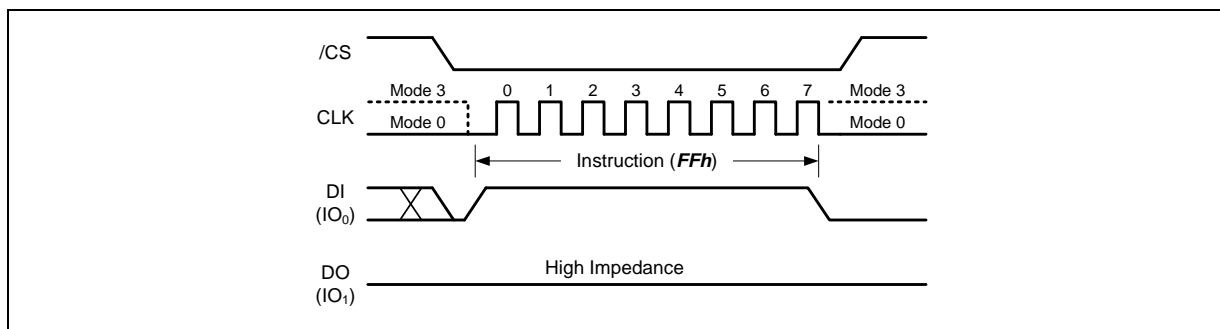 /CS
Mode 3 0 1 2 3 4 5 6 7 Mode 3
CLK
Mode 0 Mode 0
Instruction (FFh)
DI
(IO₀)
High Impedance
DO
(IO₁)